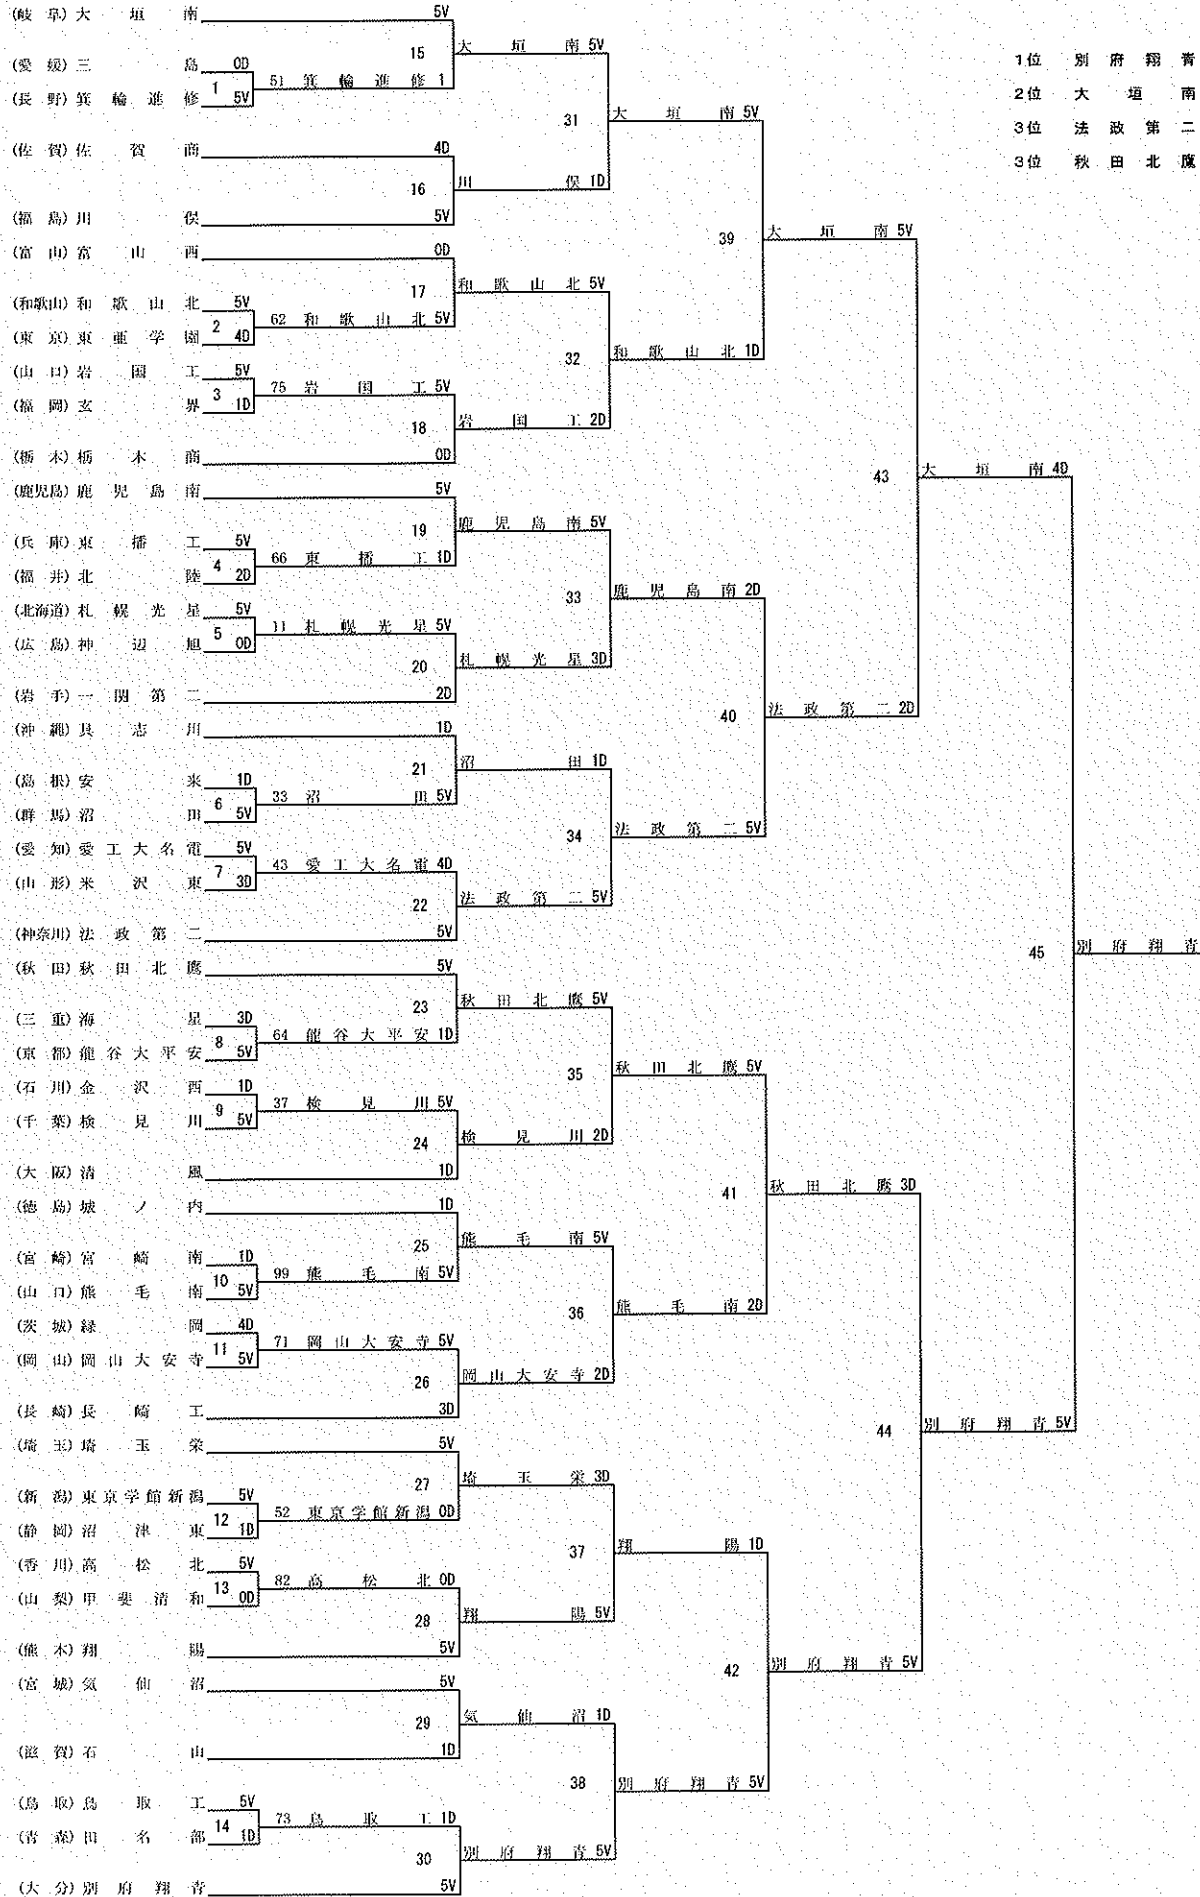 (岐阜) 大垣南 5V
15 大垣南 5V
(愛媛) 三島 0D
1 51 箕輪進修 1
(長野) 箕輪進修 5V
31 大垣南 5V
(佐賀) 佐賀商 4D
16 川俣 1D
(福島) 川俣 5V
39 大垣南 5V
(富山) 富山西 0D
17 和歌山北 5V
(和歌山) 和歌山北 5V
2 62 和歌山北 5V
(東京) 東亜学園 4D
32 和歌山北 1D
(山口) 岩国工 5V
3 75 岩国工 5V
(福岡) 玄界 1D
18 岩国工 2D
(栃木) 栃木商 0D
43 大垣南 4D
(鹿児島) 鹿児島南 5V
19 鹿児島南 5V
(兵庫) 東播工 5V
4 66 東播工 1D
(福井) 北陸 2D
33 鹿児島南 2D
(北海道) 札幌光星 5V
5 11 札幌光星 5V
(広島) 神辺旭 0D
20 札幌光星 3D
(岩手) 一関第二 2D
40 法政第二 2D
(沖縄) 具志川 1D
21 沼田 1D
(島根) 安来 1D
6 33 沼田 5V
(群馬) 沼田 5V
34 法政第二 5V
(愛知) 愛工大名電 5V
7 43 愛工大名電 4D
(山形) 米沢東 3D
22 法政第二 5V
(神奈川) 法政第二 5V
45 別府翔青
(秋田) 秋田北鷹 5V
23 秋田北鷹 5V
(三重) 海星 3D
8 64 龍谷大平安 1D
(京都) 龍谷大平安 5V
35 秋田北鷹 5V
(石川) 金沢西 1D
9 37 検見川 5V
(千葉) 検見川 5V
24 検見川 2D
(大阪) 清風 1D
41 秋田北鷹 3D
(徳島) 城ノ内 1D
25 熊毛南 5V
(宮崎) 宮崎南 1D
10 99 熊毛南 5V
(山口) 熊毛南 5V
36 熊毛南 2D
(茨城) 緑岡 4D
11 71 岡山大安寺 5V
(岡山) 岡山大安寺 5V
26 岡山大安寺 2D
(長崎) 長崎工 3D
44 別府翔青 5V
(埼玉) 埼玉栄 5V
27 埼玉栄 3D
(新潟) 東京学館新潟 5V
12 52 東京学館新潟 0D
(静岡) 沼津東 1D
37 翔陽 1D
(香川) 高松北 5V
13 82 高松北 0D
(山梨) 甲斐清和 0D
28 翔陽 5V
(熊本) 翔陽 5V
42 別府翔青 5V
(宮城) 気仙沼 5V
29 気仙沼 1D
(滋賀) 石山 1D
38 別府翔青 5V
(鳥取) 鳥取工 5V
14 73 鳥取工 1D
(青森) 田名部 1D
30 別府翔青 5V
(大分) 別府翔青 5V
1位 別府翔青
2位 大垣南
3位 法政第二
3位 秋田北鷹